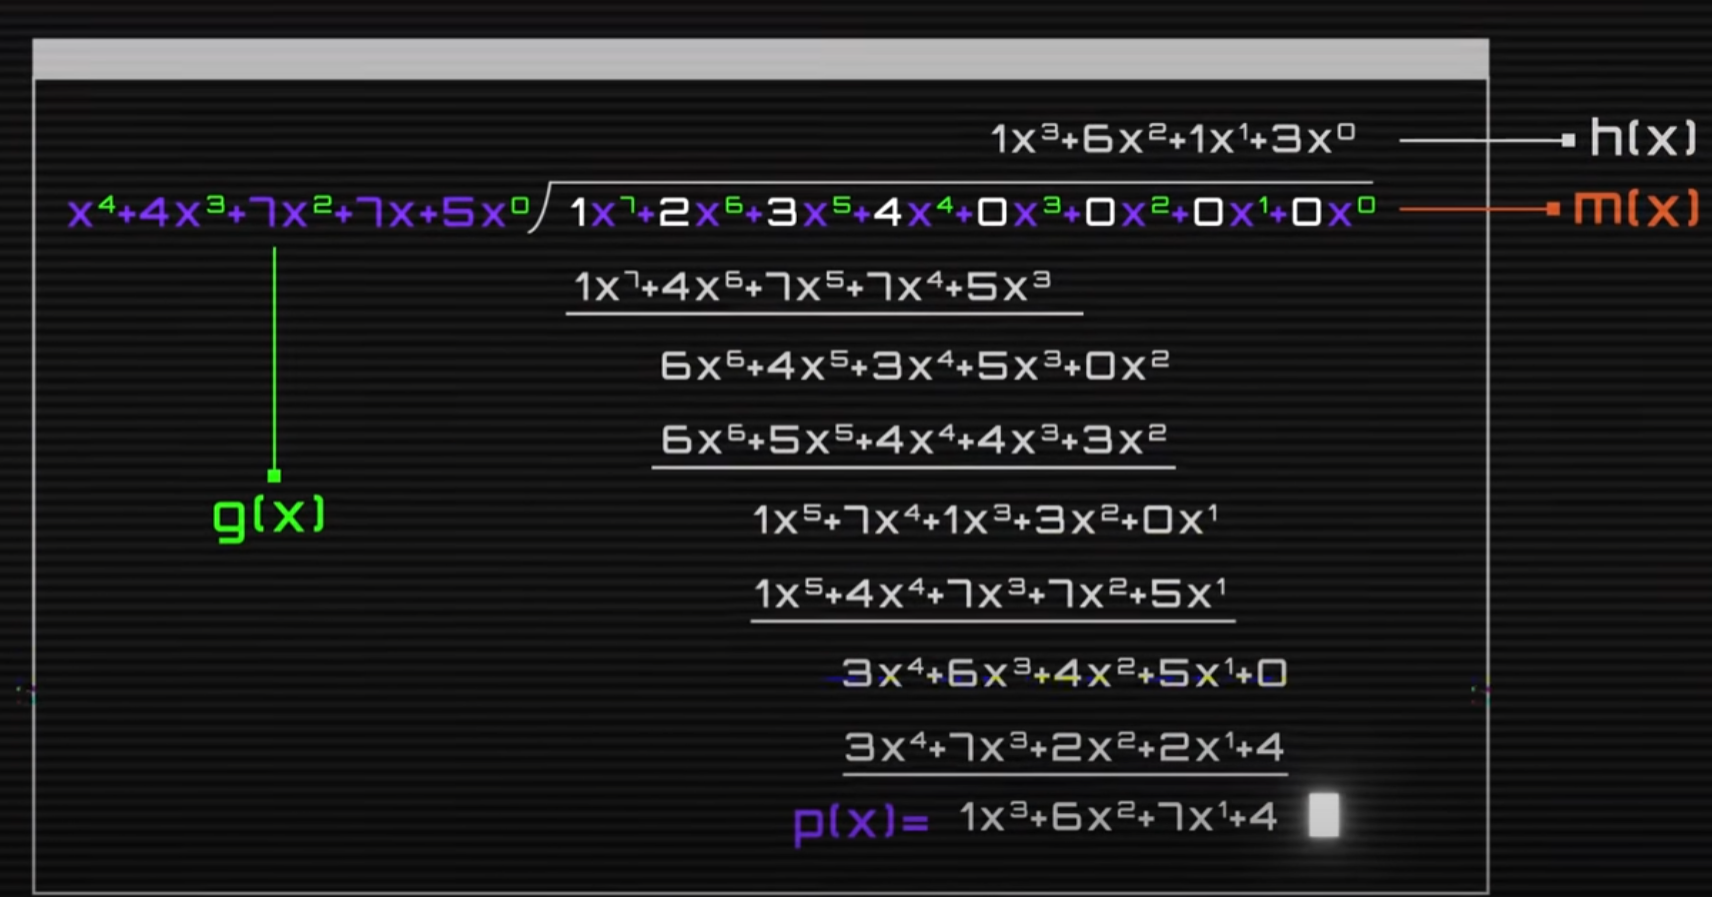 1x³+6x²+1x¹+3x⁰ h(x)
x⁴+4x³+7x²+7x+5x⁰ 1x⁷+2x⁶+3x⁵+4x⁴+0x³+0x²+0x¹+0x⁰ m(x)
1x⁷+4x⁶+7x⁵+7x⁴+5x³
6x⁶+4x⁵+3x⁴+5x³+0x²
6x⁶+5x⁵+4x⁴+4x³+3x²
g(x) 1x⁵+7x⁴+1x³+3x²+0x¹
1x⁵+4x⁴+7x³+7x²+5x¹
3x⁴+6x³+4x²+5x¹+0
3x⁴+7x³+2x²+2x¹+4
p(x)= 1x³+6x²+7x¹+4